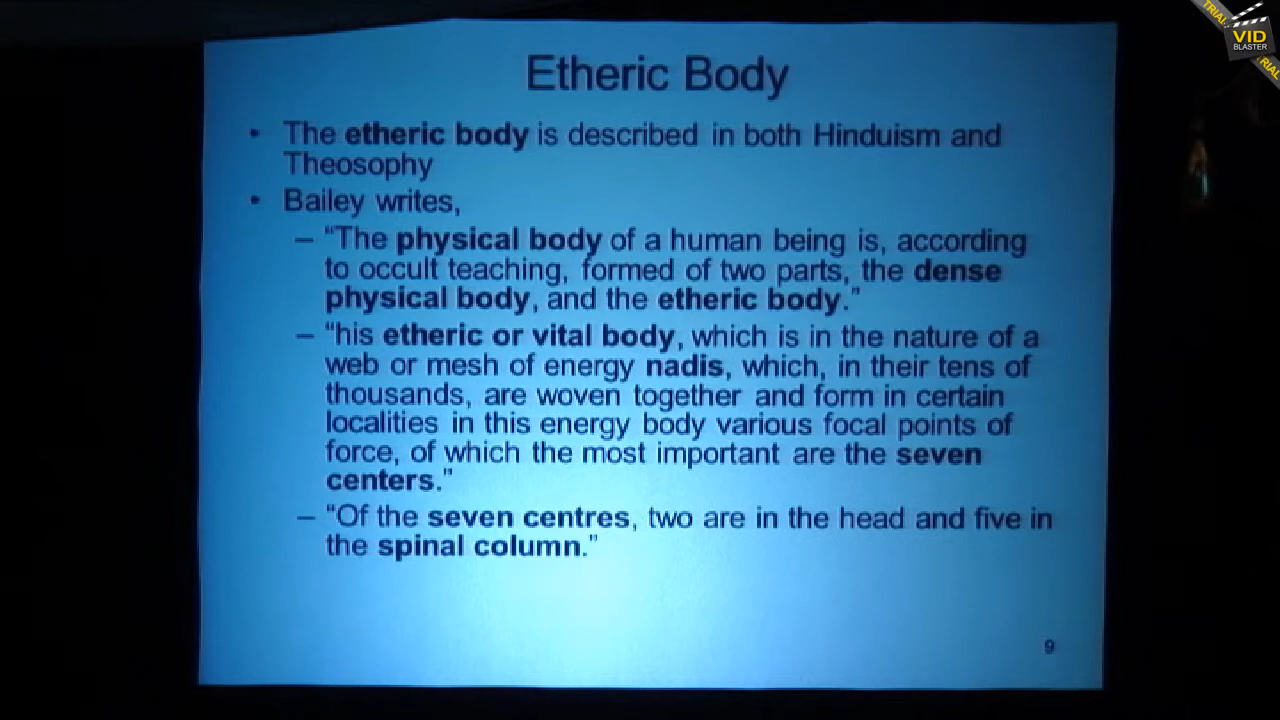 TRIAL
VID
BLASTER
TRIAL
Etheric Body
• The etheric body is described in both Hinduism and
Theosophy
• Bailey writes,
– “The physical body of a human being is, according
to occult teaching, formed of two parts, the dense
physical body, and the etheric body.”
– “his etheric or vital body, which is in the nature of a
web or mesh of energy nadis, which, in their tens of
thousands, are woven together and form in certain
localities in this energy body various focal points of
force, of which the most important are the seven
centers.”
– “Of the seven centres, two are in the head and five in
the spinal column.”
9